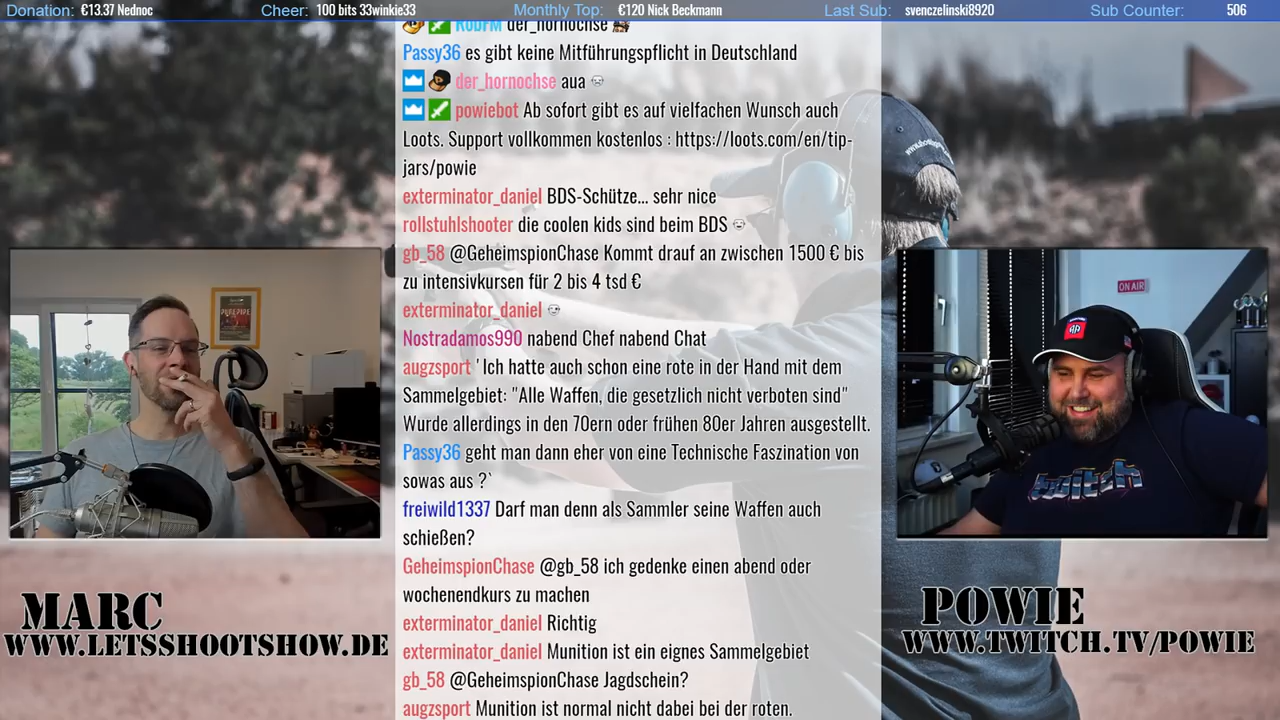 Donation: €13.37 Nednoc Cheer: 100 bits 33winkie33 Monthly Top: €120 Nick Beckmann Last Sub: svenczelinski8920 Sub Counter: 506
RobFM der_hornochse
Passy36 es gibt keine Mitführungspflicht in Deutschland
der_hornochse aua
powiebot Ab sofort gibt es auf vielfachen Wunsch auch
Loots. Support vollkommen kostenlos : https://loots.com/en/tip-
jars/powie
exterminator_daniel BDS-Schütze... sehr nice
rollstuhlshooter die coolen kids sind beim BDS
gb_58 @GeheimspionChase Kommt drauf an zwischen 1500 € bis
zu intensivkursen für 2 bis 4 tsd €
exterminator_daniel
Nostradamos990 nabend Chef nabend Chat
augzsport ' Ich hatte auch schon eine rote in der Hand mit dem
Sammelgebiet: "Alle Waffen, die gesetzlich nicht verboten sind"
Wurde allerdings in den 70ern oder frühen 80er Jahren ausgestellt.
Passy36 geht man dann eher von eine Technische Faszination von
sowas aus ?`
freiwild1337 Darf man denn als Sammler seine Waffen auch
schießen?
GeheimspionChase @gb_58 ich gedenke einen abend oder
wochenendkurs zu machen
exterminator_daniel Richtig
exterminator_daniel Munition ist ein eignes Sammelgebiet
gb_58 @GeheimspionChase Jagdschein?
augzsport Munition ist normal nicht dabei bei der roten.
MARC
WWW.LETSSHOOTSHOW.DE
ON AIR
twitch
POWIE
WWW.TWITCH.TV/POWIE